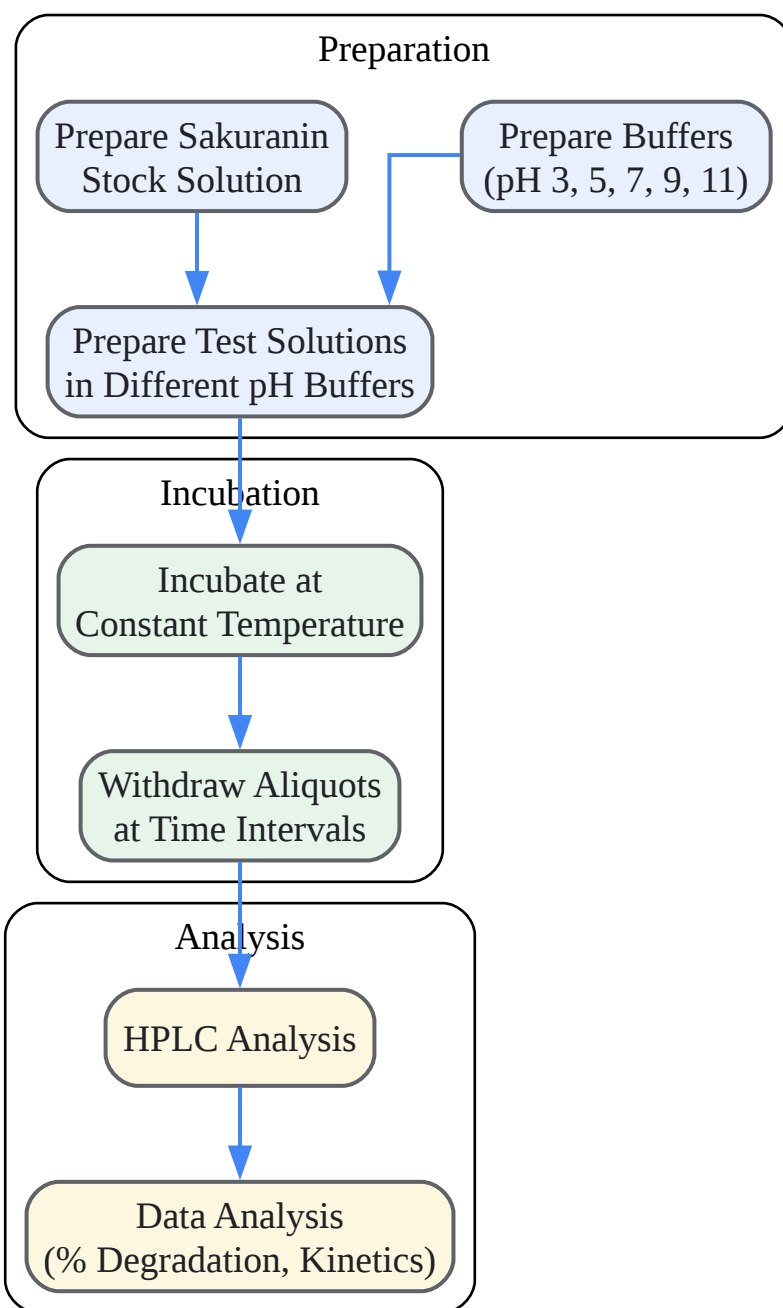 Preparation
Prepare Sakuranin
Stock Solution
Prepare Buffers
(pH 3, 5, 7, 9, 11)
Prepare Test Solutions
in Different pH Buffers
Incubation
Incubate at
Constant Temperature
Withdraw Aliquots
at Time Intervals
Analysis
HPLC Analysis
Data Analysis
(% Degradation, Kinetics)